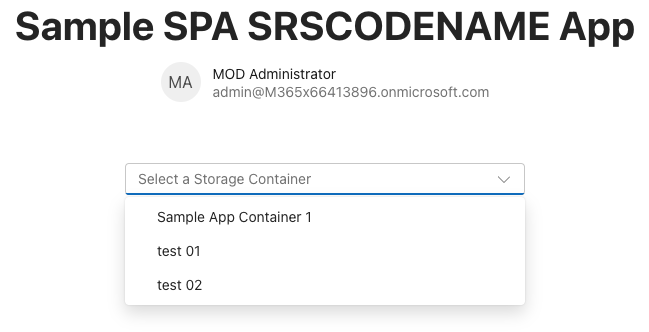 Sample SPA SRSCODENAME App
MA
MOD Administrator
admin@M365x66413896.onmicrosoft.com
Select a Storage Container
Sample App Container 1
test 01
test 02